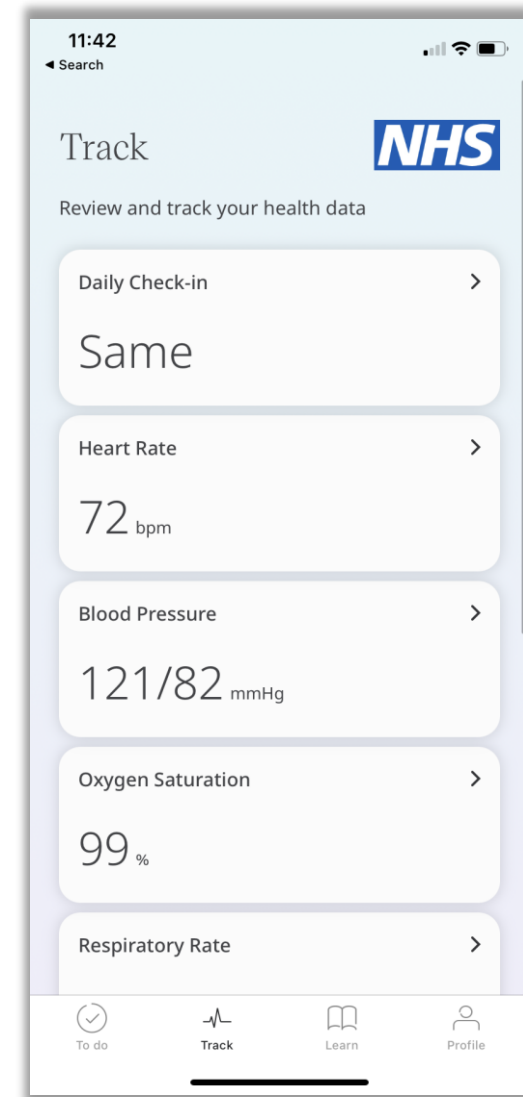 11:42
◀ Search
Track
NHS
Review and track your health data
Daily Check-in
Same
Heart Rate
72 bpm
Blood Pressure
121/82 mmHg
Oxygen Saturation
99 %
Respiratory Rate
To do Track Learn Profile